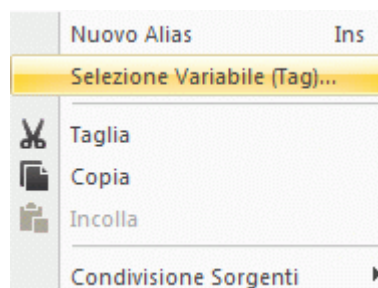 Nuovo Alias Ins
Selezione Variabile (Tag)...
Taglia
Copia
Incolla
Condivisione Sorgenti